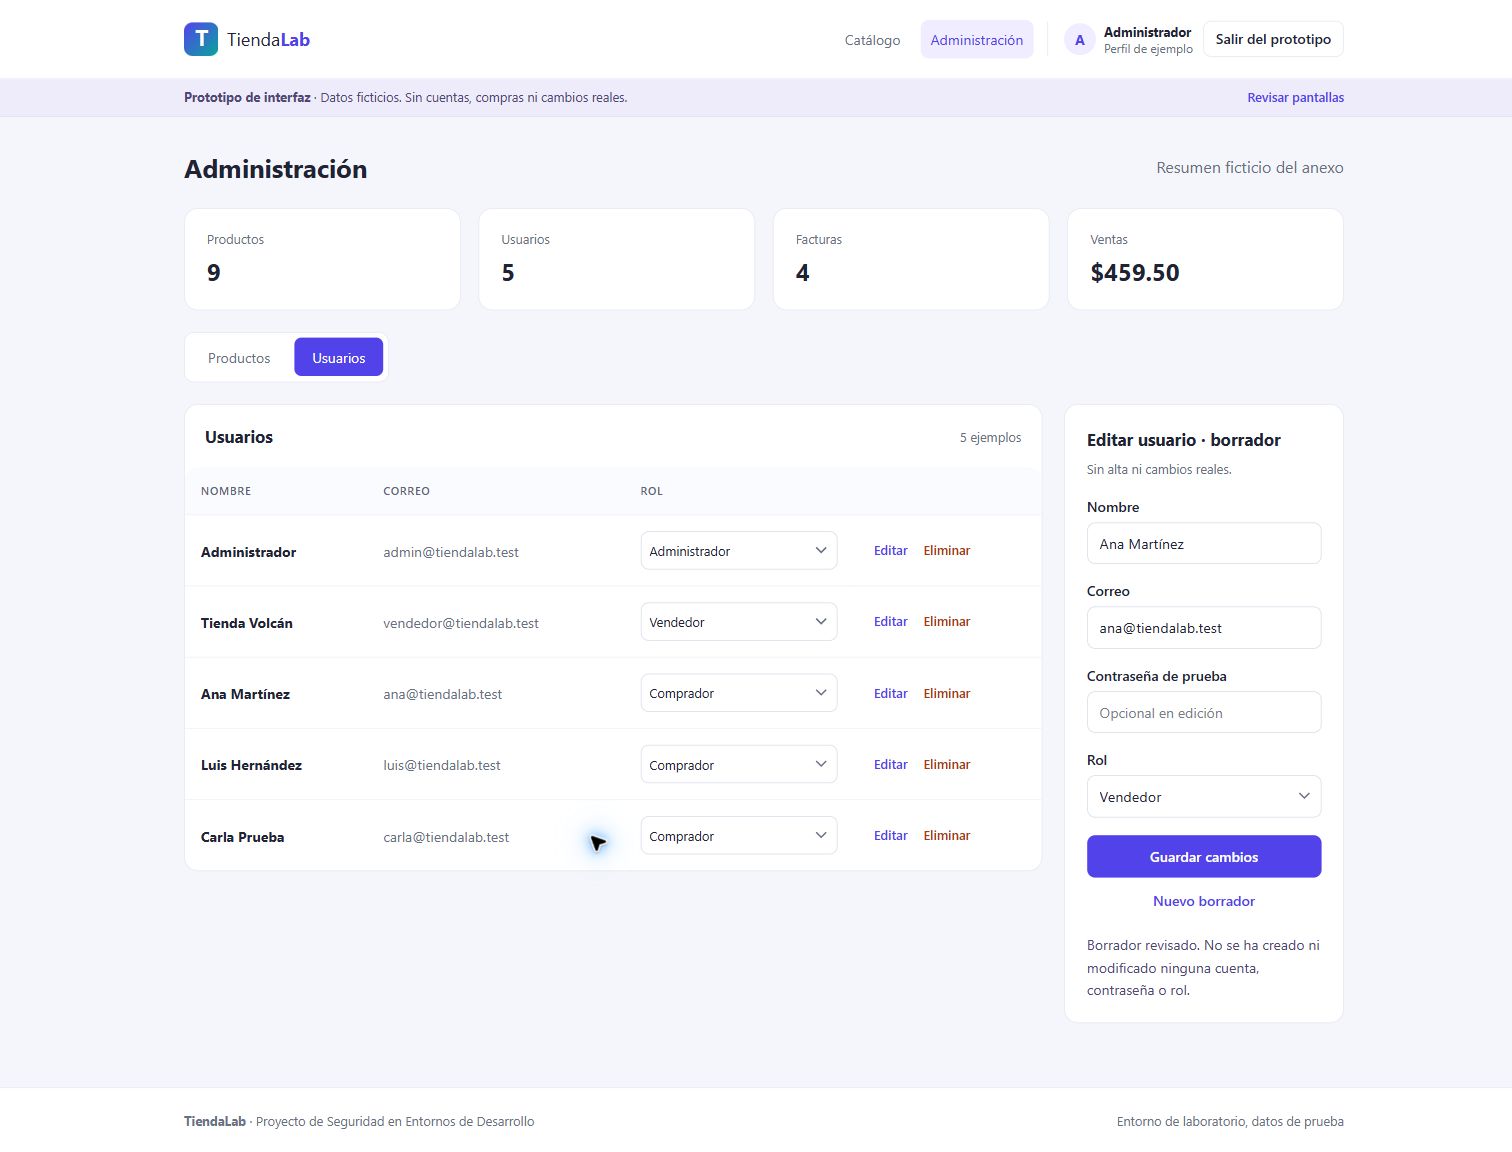 T TiendaLab
Catálogo
Administración
A
Administrador
Perfil de ejemplo
Salir del prototipo
Prototipo de interfaz · Datos ficticios. Sin cuentas, compras ni cambios reales.
Revisar pantallas
Administración
Resumen ficticio del anexo
Productos
9
Usuarios
5
Facturas
4
Ventas
$459.50
Productos
Usuarios
Usuarios
5 ejemplos
NOMBRE CORREO ROL
Administrador admin@tiendalab.test Administrador Editar Eliminar
Tienda Volcán vendedor@tiendalab.test Vendedor Editar Eliminar
Ana Martínez ana@tiendalab.test Comprador Editar Eliminar
Luis Hernández luis@tiendalab.test Comprador Editar Eliminar
Carla Prueba carla@tiendalab.test Comprador Editar Eliminar
Editar usuario · borrador
Sin alta ni cambios reales.
Nombre
Ana Martínez
Correo
ana@tiendalab.test
Contraseña de prueba
Opcional en edición
Rol
Vendedor
Guardar cambios
Nuevo borrador
Borrador revisado. No se ha creado ni
modificado ninguna cuenta,
contraseña o rol.
TiendaLab · Proyecto de Seguridad en Entornos de Desarrollo
Entorno de laboratorio, datos de prueba